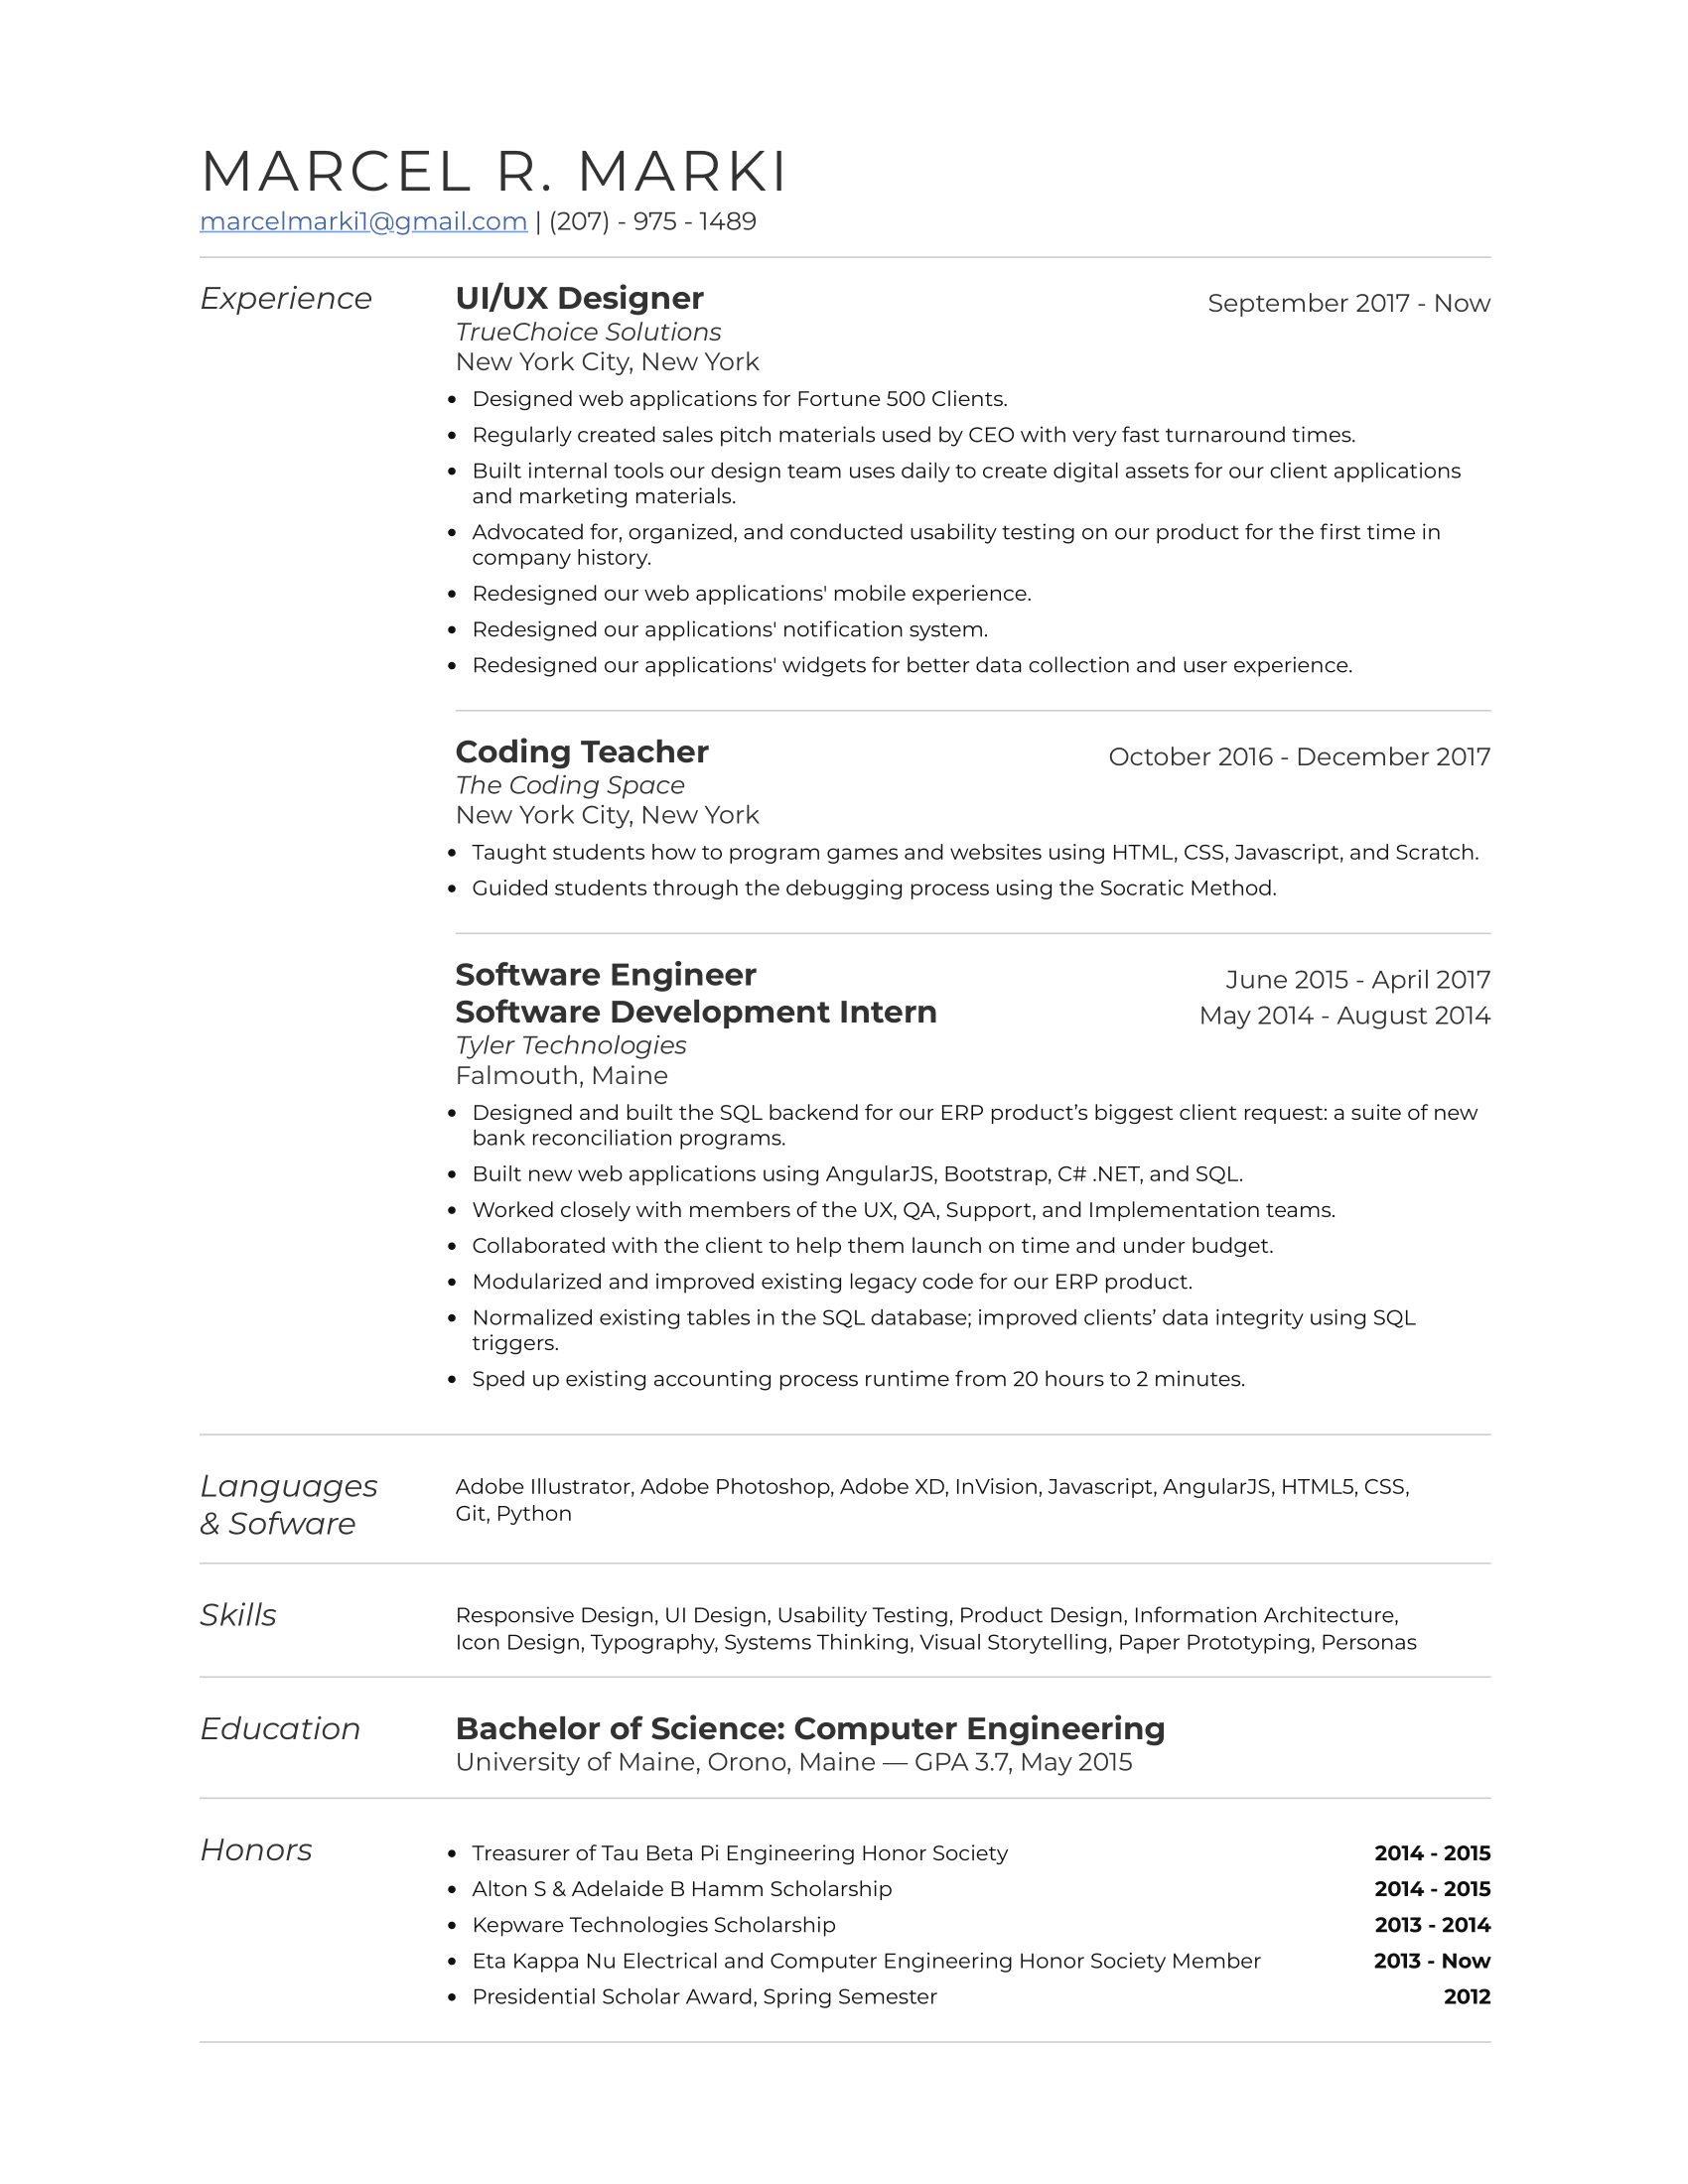 MARCEL R. MARKI
marcelmarki1@gmail.com | (207) - 975 - 1489
Experience
UI/UX Designer
September 2017 - Now
TrueChoice Solutions
New York City, New York
• Designed web applications for Fortune 500 Clients.
• Regularly created sales pitch materials used by CEO with very fast turnaround times.
• Built internal tools our design team uses daily to create digital assets for our client applications
and marketing materials.
• Advocated for, organized, and conducted usability testing on our product for the first time in
company history.
• Redesigned our web applications' mobile experience.
• Redesigned our applications' notification system.
• Redesigned our applications' widgets for better data collection and user experience.
Coding Teacher
October 2016 - December 2017
The Coding Space
New York City, New York
• Taught students how to program games and websites using HTML, CSS, Javascript, and Scratch.
• Guided students through the debugging process using the Socratic Method.
Software Engineer
June 2015 - April 2017
Software Development Intern
May 2014 - August 2014
Tyler Technologies
Falmouth, Maine
• Designed and built the SQL backend for our ERP product’s biggest client request: a suite of new
bank reconciliation programs.
• Built new web applications using AngularJS, Bootstrap, C# .NET, and SQL.
• Worked closely with members of the UX, QA, Support, and Implementation teams.
• Collaborated with the client to help them launch on time and under budget.
• Modularized and improved existing legacy code for our ERP product.
• Normalized existing tables in the SQL database; improved clients’ data integrity using SQL
triggers.
• Sped up existing accounting process runtime from 20 hours to 2 minutes.
Languages
& Sofware
Adobe Illustrator, Adobe Photoshop, Adobe XD, InVision, Javascript, AngularJS, HTML5, CSS,
Git, Python
Skills
Responsive Design, UI Design, Usability Testing, Product Design, Information Architecture,
Icon Design, Typography, Systems Thinking, Visual Storytelling, Paper Prototyping, Personas
Education
Bachelor of Science: Computer Engineering
University of Maine, Orono, Maine — GPA 3.7, May 2015
Honors
• Treasurer of Tau Beta Pi Engineering Honor Society 2014 - 2015
• Alton S & Adelaide B Hamm Scholarship 2014 - 2015
• Kepware Technologies Scholarship 2013 - 2014
• Eta Kappa Nu Electrical and Computer Engineering Honor Society Member 2013 - Now
• Presidential Scholar Award, Spring Semester 2012